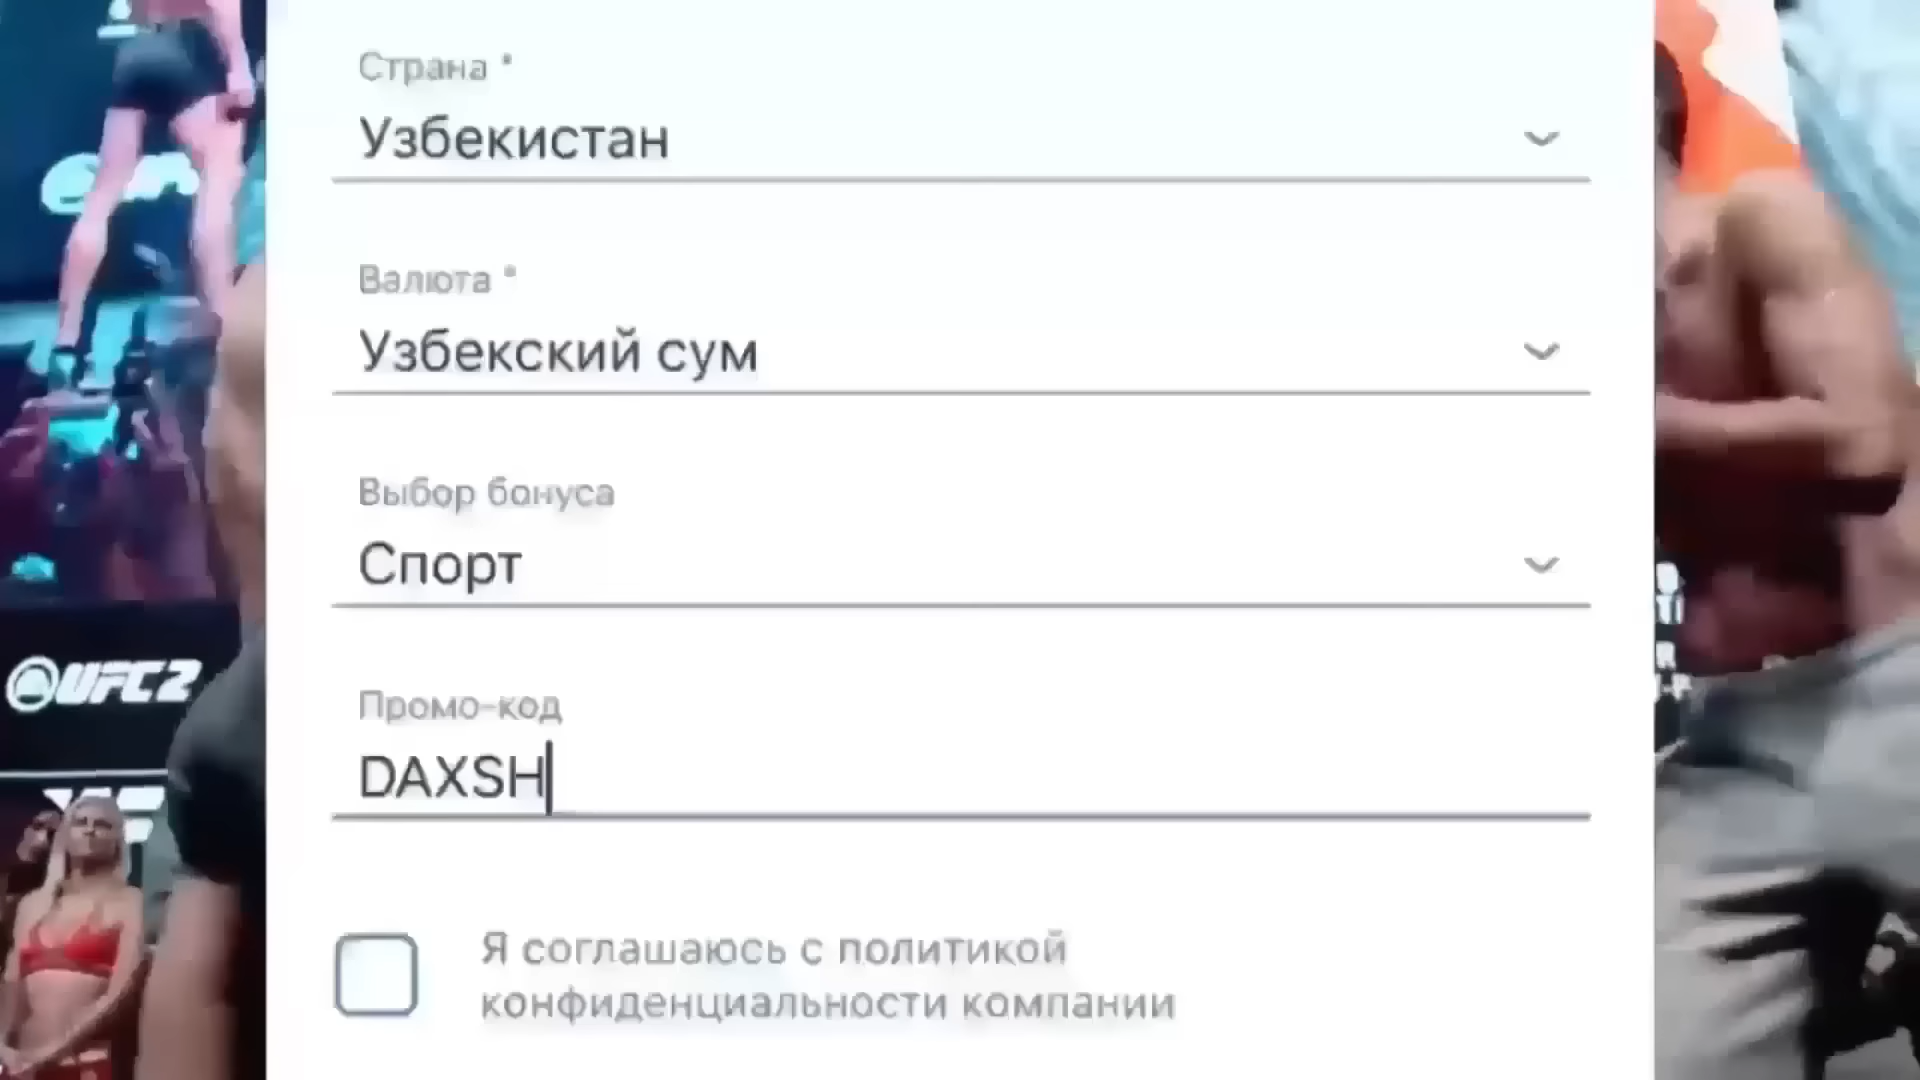 Страна *
Узбекистан
Валюта *
Узбекский сум
Выбор бонуса
Спорт
UFC 2
Промо-код
DAXSH
Я соглашаюсь с политикой
конфиденциальности компании